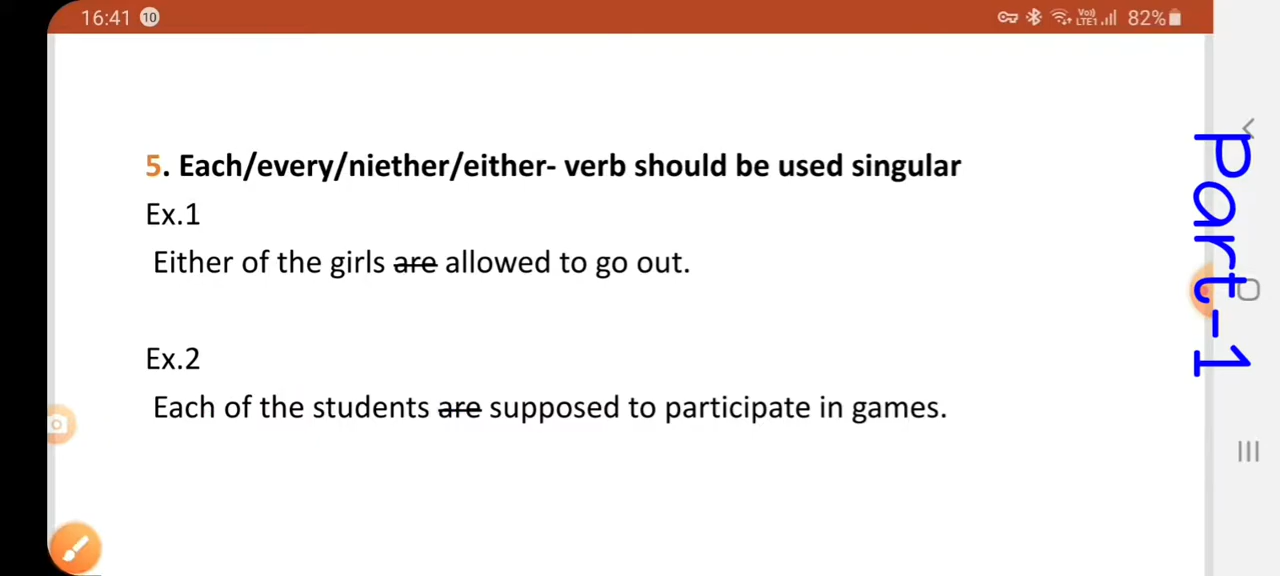 16:41 10 Vo) LTE1 82%
5. Each/every/niether/either- verb should be used singular
Ex.1
Either of the girls are allowed to go out.
Ex.2
Each of the students are supposed to participate in games.
Part-1